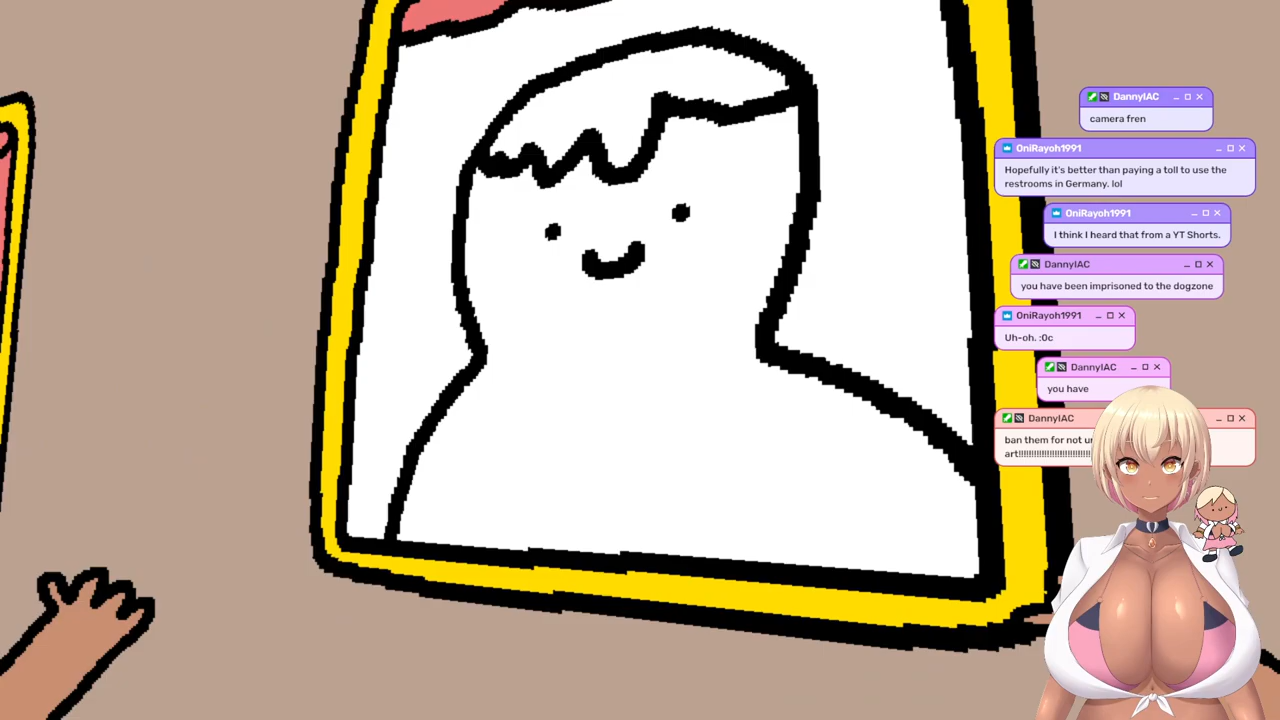 DannyIAC
camera fren
OniRayoh1991
Hopefully it's better than paying a toll to use the
restrooms in Germany. lol
OniRayoh1991
I think I heard that from a YT Shorts.
DannyIAC
you have been imprisoned to the dogzone
OniRayoh1991
Uh-oh. :0c
DannyIAC
you have
DannyIAC
ban them for not
art!!!!!!!!!!!!!!!!!!!!!!!!